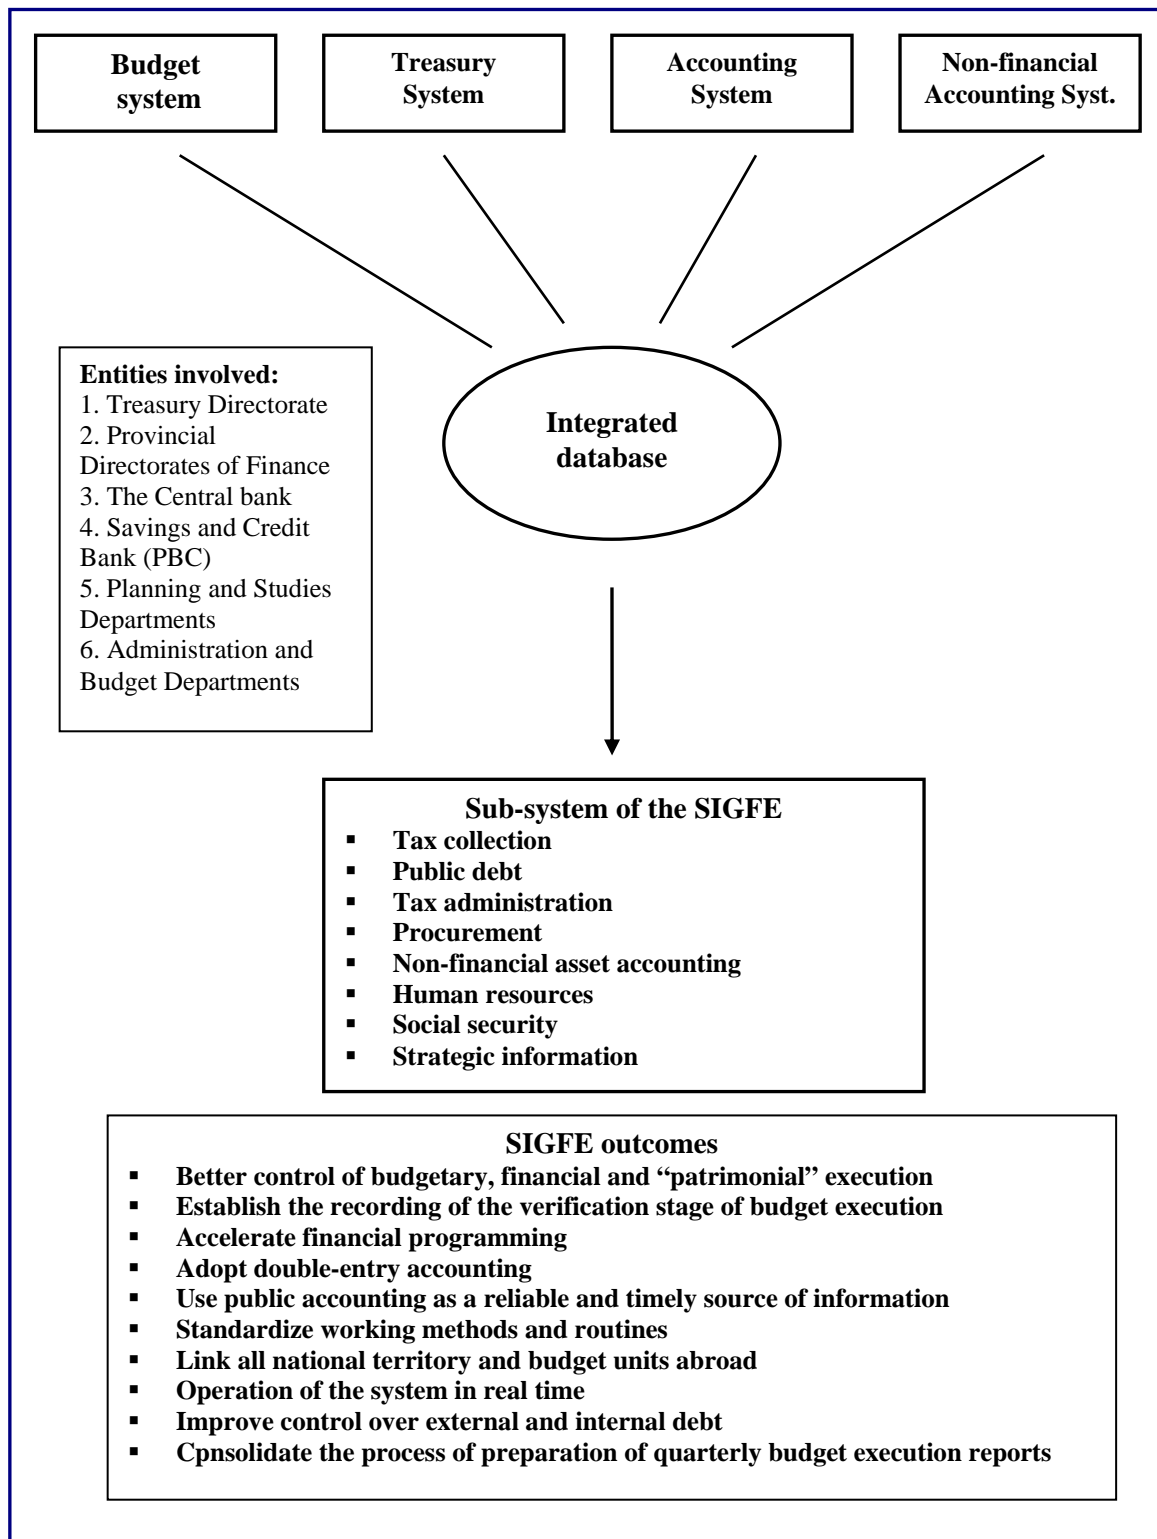 Budget
system
Treasury
System
Accounting
System
Non-financial
Accounting Syst.
Entities involved:
1. Treasury Directorate
2. Provincial
Directorates of Finance
3. The Central bank
4. Savings and Credit
Bank (PBC)
5. Planning and Studies
Departments
6. Administration and
Budget Departments
Integrated
database
Sub-system of the SIGFE
▪ Tax collection
▪ Public debt
▪ Tax administration
▪ Procurement
▪ Non-financial asset accounting
▪ Human resources
▪ Social security
▪ Strategic information
SIGFE outcomes
▪ Better control of budgetary, financial and “patrimonial” execution
▪ Establish the recording of the verification stage of budget execution
▪ Accelerate financial programming
▪ Adopt double-entry accounting
▪ Use public accounting as a reliable and timely source of information
▪ Standardize working methods and routines
▪ Link all national territory and budget units abroad
▪ Operation of the system in real time
▪ Improve control over external and internal debt
▪ Cpnsolidate the process of preparation of quarterly budget execution reports